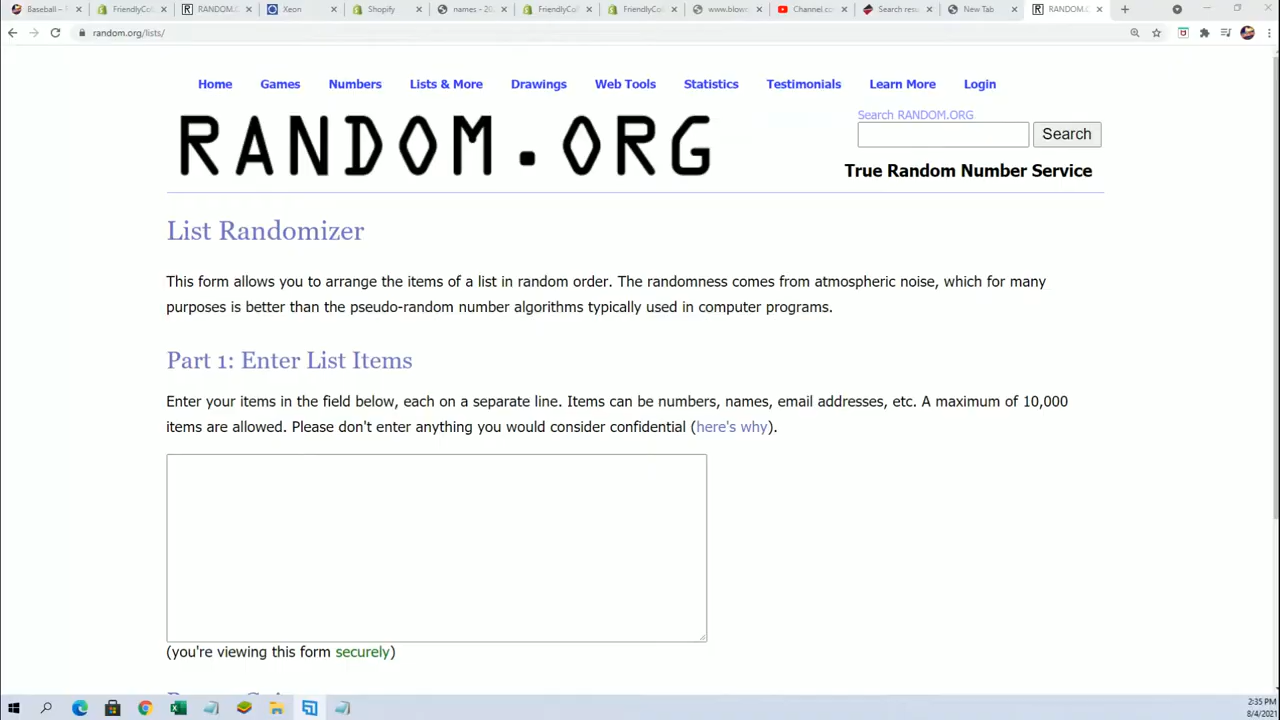 Baseball –
FriendlyCol
RANDOM.
Xeon
Shopify
names - 20
FriendlyCo
FriendlyCo
www.blow
Channel.co
Search resu
New Tab
RANDOM.O
random.org/lists/
Home Games Numbers Lists & More Drawings Web Tools Statistics Testimonials Learn More Login
RANDOM.ORG
Search RANDOM.ORG
Search
True Random Number Service
List Randomizer
This form allows you to arrange the items of a list in random order. The randomness comes from atmospheric noise, which for many
purposes is better than the pseudo-random number algorithms typically used in computer programs.
Part 1: Enter List Items
Enter your items in the field below, each on a separate line. Items can be numbers, names, email addresses, etc. A maximum of 10,000
items are allowed. Please don't enter anything you would consider confidential (here's why).
(you're viewing this form securely)
2:35 PM
8/4/2021